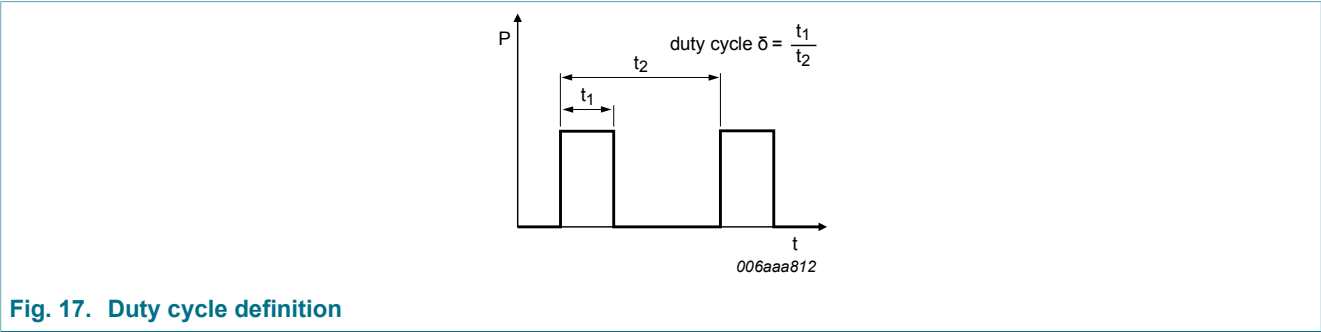 P
duty cycle δ = t1
t2
t2
t1
t
006aaa812
Fig. 17. Duty cycle definition